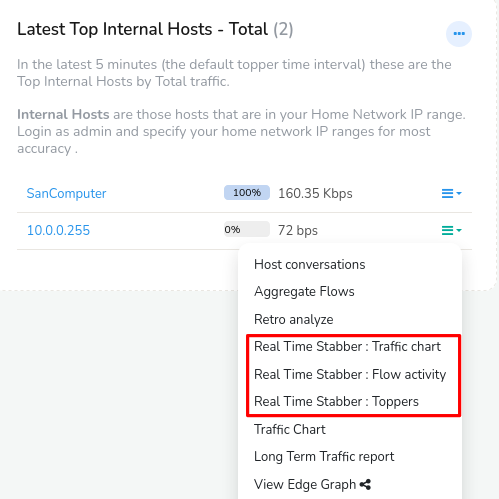 Latest Top Internal Hosts - Total (2)
In the latest 5 minutes (the default topper time interval) these are the
Top Internal Hosts by Total traffic.
Internal Hosts are those hosts that are in your Home Network IP range.
Login as admin and specify your home network IP ranges for most
accuracy .
SanComputer 100% 160.35 Kbps
10.0.0.255 0% 72 bps
Host conversations
Aggregate Flows
Retro analyze
Real Time Stabber : Traffic chart
Real Time Stabber : Flow activity
Real Time Stabber : Toppers
Traffic Chart
Long Term Traffic report
View Edge Graph